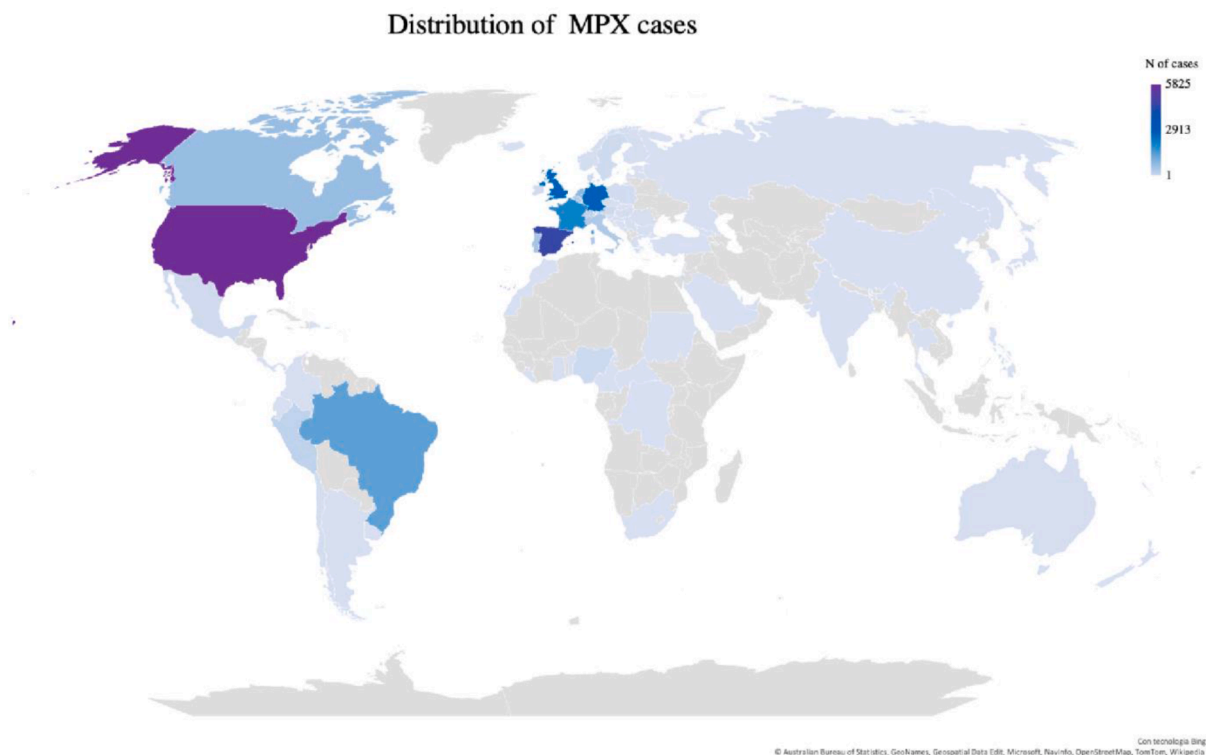 Distribution of MPX cases
N of cases
5825
2913
1
Con tecnologia Bing
© Australian Bureau of Statistics, GeoNames, Geospatial Data Edit, Microsoft, Navinfo, OpenStreetMap, TomTom, Wikipedia